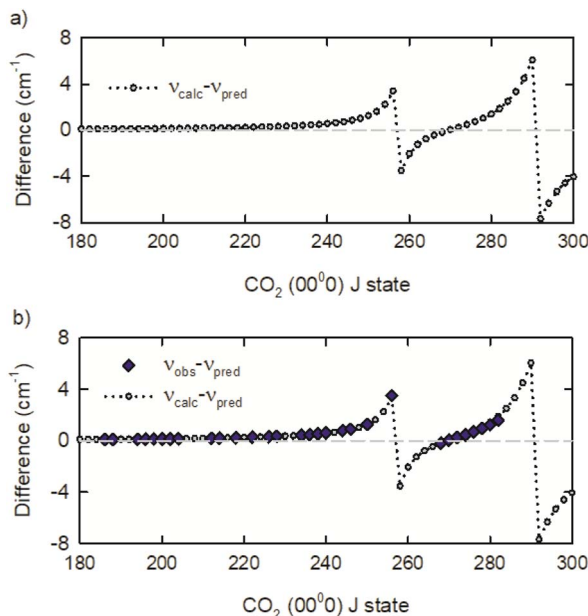 a)
8
4
0
-4
-8
Difference (cm⁻¹)
ν_calc-ν_pred
180 200 220 240 260 280 300
CO₂ (00⁰0) J state
b)
8
4
0
-4
-8
Difference (cm⁻¹)
ν_obs-ν_pred
ν_calc-ν_pred
180 200 220 240 260 280 300
CO₂ (00⁰0) J state